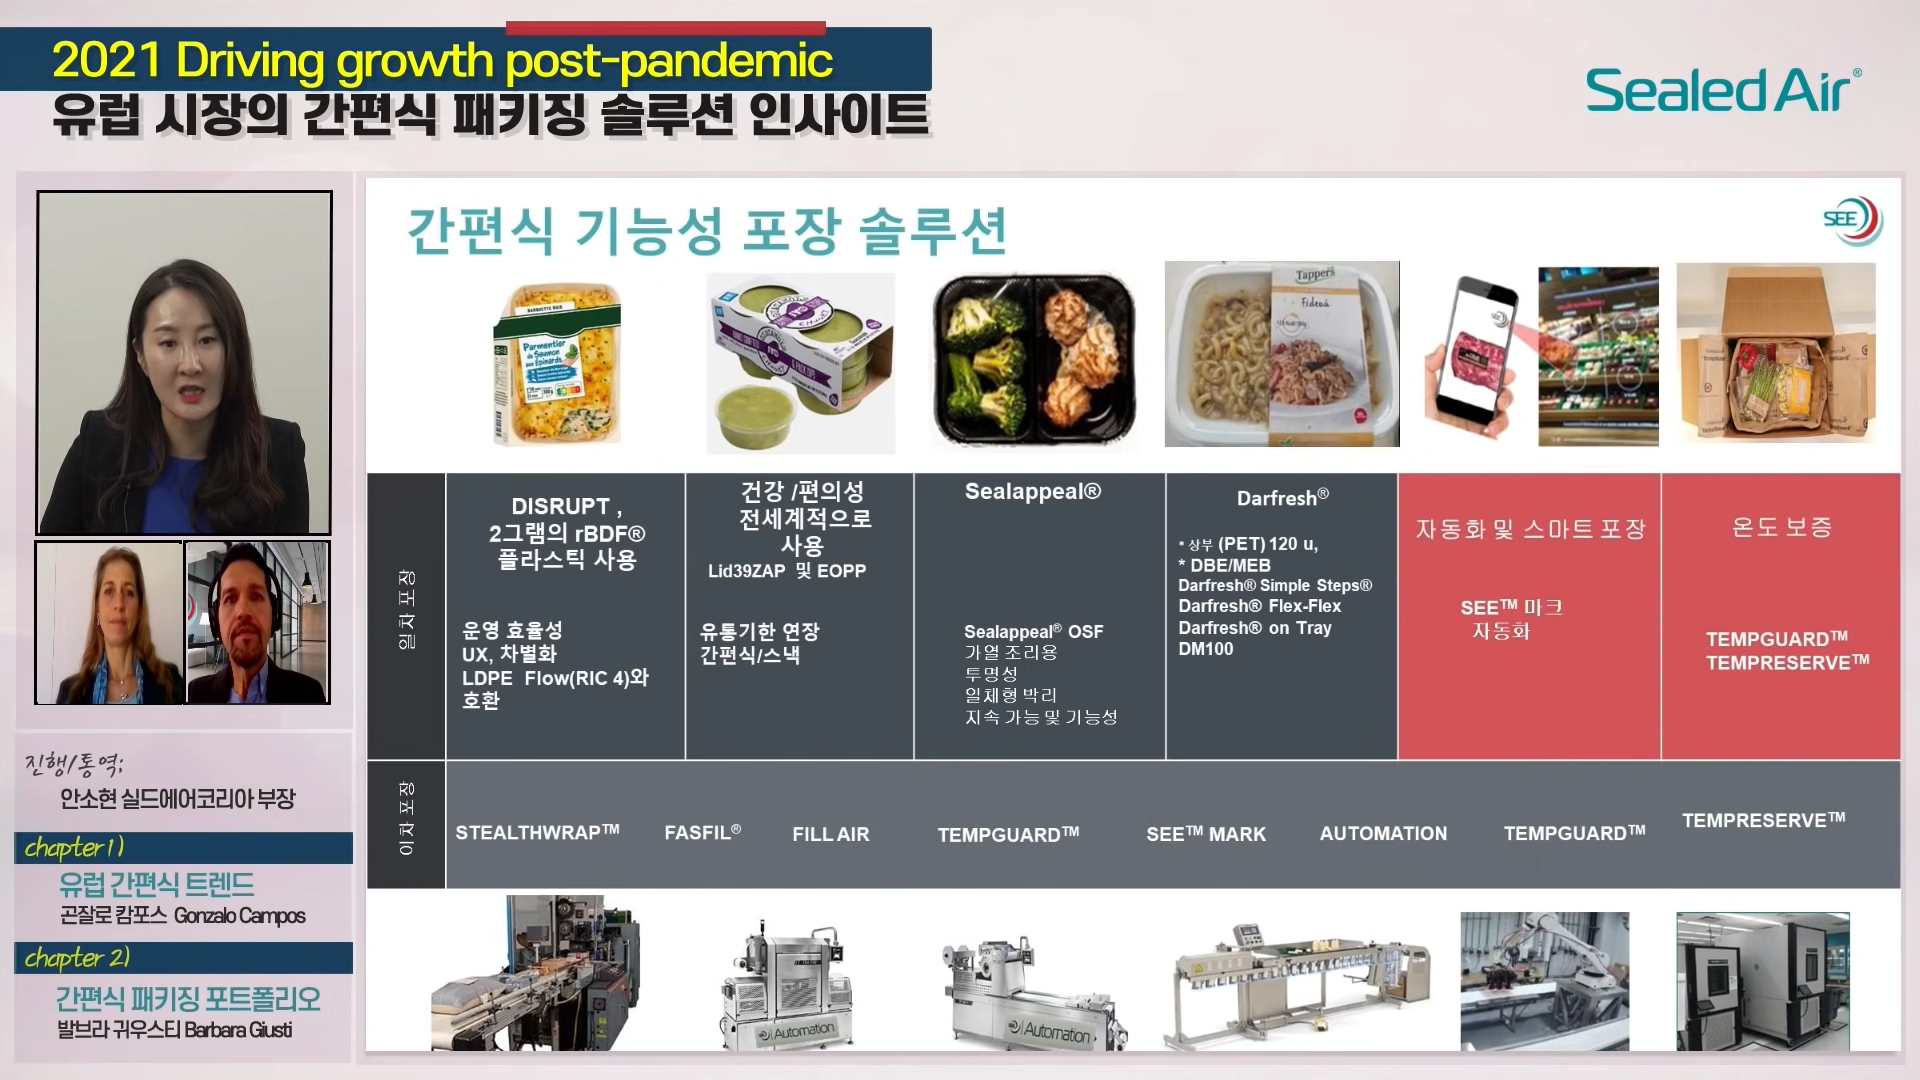 2021 Driving growth post-pandemic
유럽 시장의 간편식 패키징 솔루션 인사이트
Sealed Air®
간편식 기능성 포장 솔루션
SEE
Parmentier
de Saumon
aux Épinards
Tappers
Fideuá
SEE
일차 포장
DISRUPT ,
2그램의 rBDF®
플라스틱 사용
운영 효율성
UX, 차별화
LDPE Flow(RIC 4)와
호환
건강 /편의성
전세계적으로
사용
Lid39ZAP 및 EOPP
유통기한 연장
간편식/스낵
Sealappeal®
Sealappeal® OSF
가열 조리용
투명성
일체형 박리
지속 가능 및 기능성
Darfresh®
* 상부 (PET) 120 u,
* DBE/MEB
Darfresh® Simple Steps®
Darfresh® Flex-Flex
Darfresh® on Tray
DM100
자동화 및 스마트 포장
SEE™ 마크
자동화
온도 보증
TEMPGUARD™
TEMPRESERVE™
이차 포장
STEALTHWRAP™ FASFIL® FILL AIR TEMPGUARD™ SEE™ MARK AUTOMATION TEMPGUARD™ TEMPRESERVE™
Automation
Automation
진행/통역;
안소현 실드에어코리아 부장
chapter 1)
유럽 간편식 트렌드
곤잘로 캄포스 Gonzalo Campos
chapter 2)
간편식 패키징 포트폴리오
발브라 귀우스티 Barbara Giusti